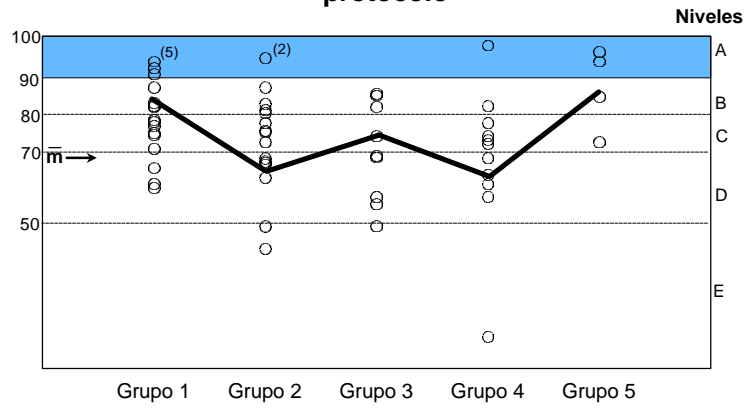 protocolo
Niveles
100
(5)
(2)
A
90
B
80
C
70
m̅
D
50
E
Grupo 1 Grupo 2 Grupo 3 Grupo 4 Grupo 5